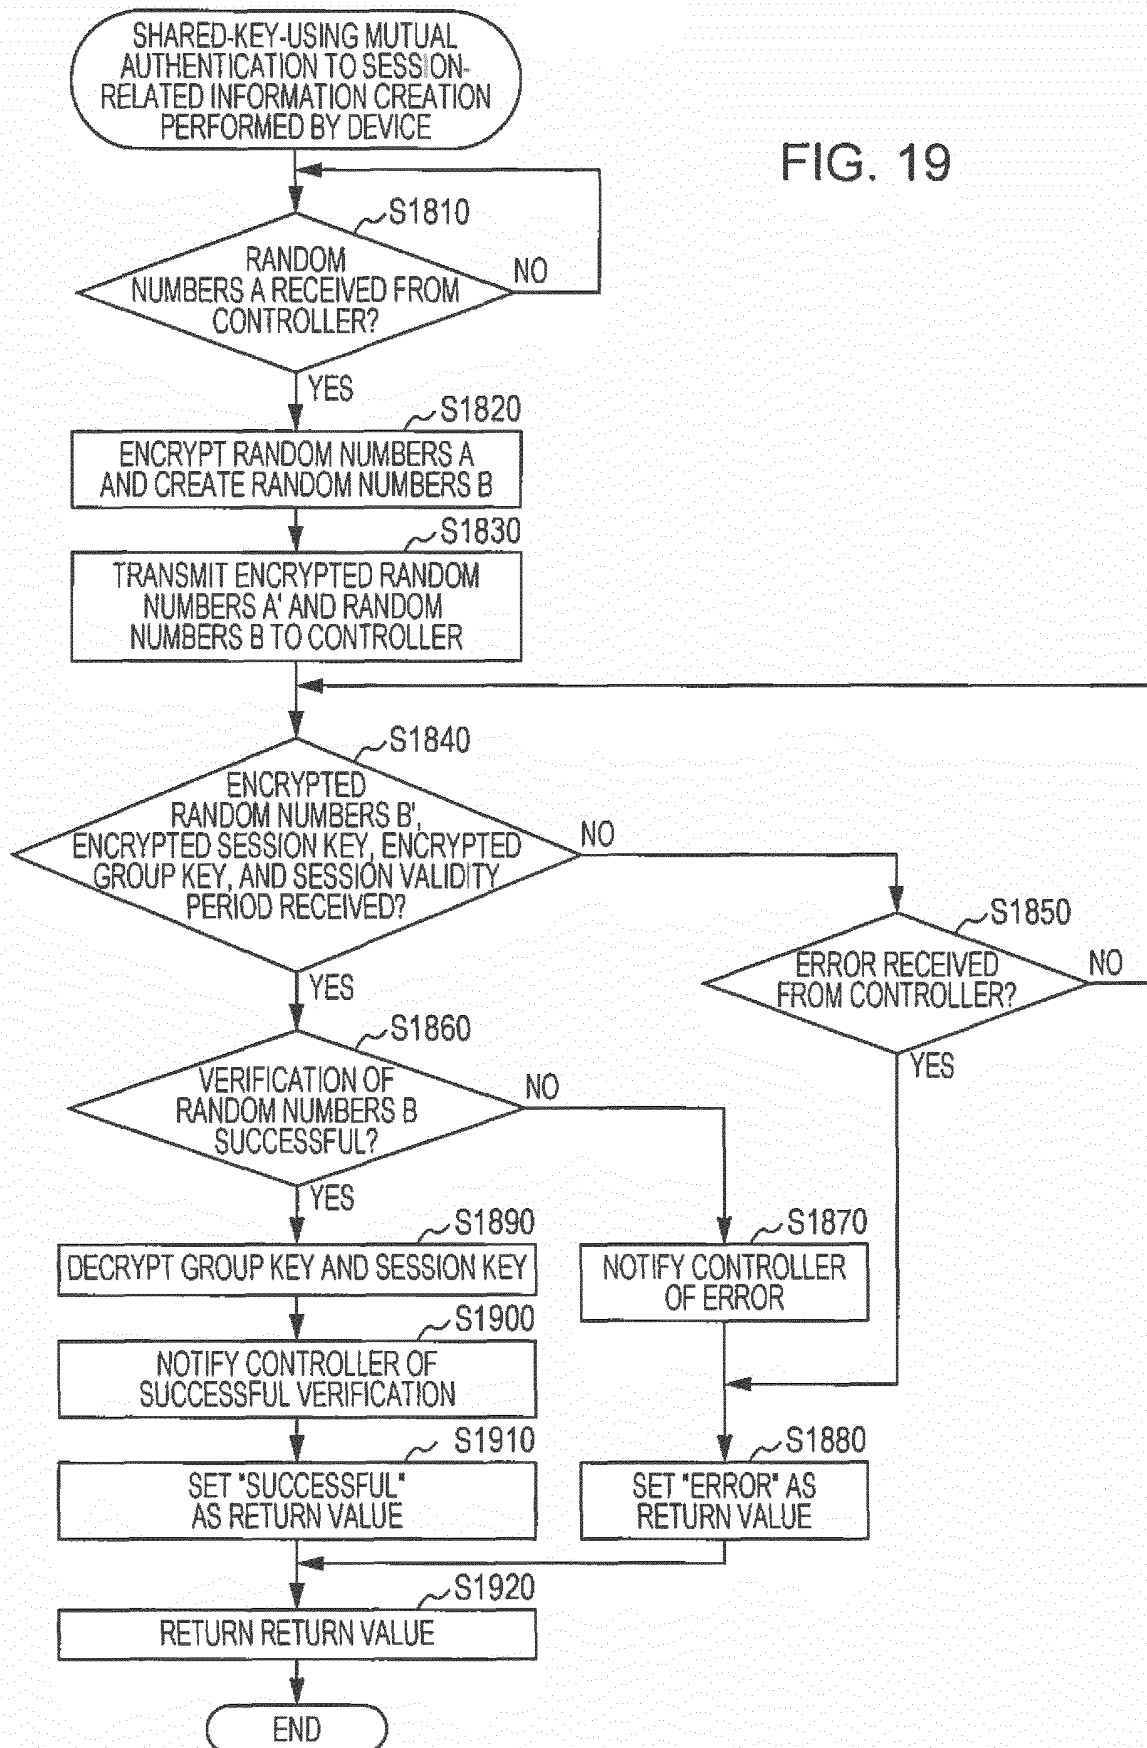 SHARED-KEY-USING MUTUAL
AUTHENTICATION TO SESSION-
RELATED INFORMATION CREATION
PERFORMED BY DEVICE
FIG. 19
S1810
RANDOM
NUMBERS A RECEIVED FROM
CONTROLLER?
NO
YES
S1820
ENCRYPT RANDOM NUMBERS A
AND CREATE RANDOM NUMBERS B
S1830
TRANSMIT ENCRYPTED RANDOM
NUMBERS A' AND RANDOM
NUMBERS B TO CONTROLLER
S1840
ENCRYPTED
RANDOM NUMBERS B',
ENCRYPTED SESSION KEY, ENCRYPTED
GROUP KEY, AND SESSION VALIDITY
PERIOD RECEIVED?
NO
YES
S1850
ERROR RECEIVED
FROM CONTROLLER?
NO
YES
S1860
VERIFICATION OF
RANDOM NUMBERS B
SUCCESSFUL?
NO
YES
S1890
DECRYPT GROUP KEY AND SESSION KEY
S1870
NOTIFY CONTROLLER
OF ERROR
S1900
NOTIFY CONTROLLER OF
SUCCESSFUL VERIFICATION
S1910
SET "SUCCESSFUL"
AS RETURN VALUE
S1880
SET "ERROR" AS
RETURN VALUE
S1920
RETURN RETURN VALUE
END